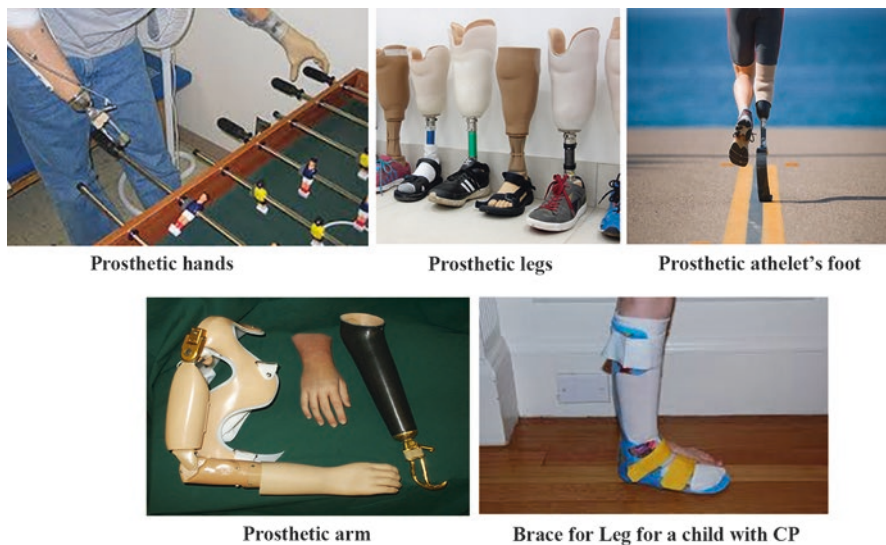 Prosthetic hands
Prosthetic legs
Prosthetic athelet's foot
Prosthetic arm
Brace for Leg for a child with CP